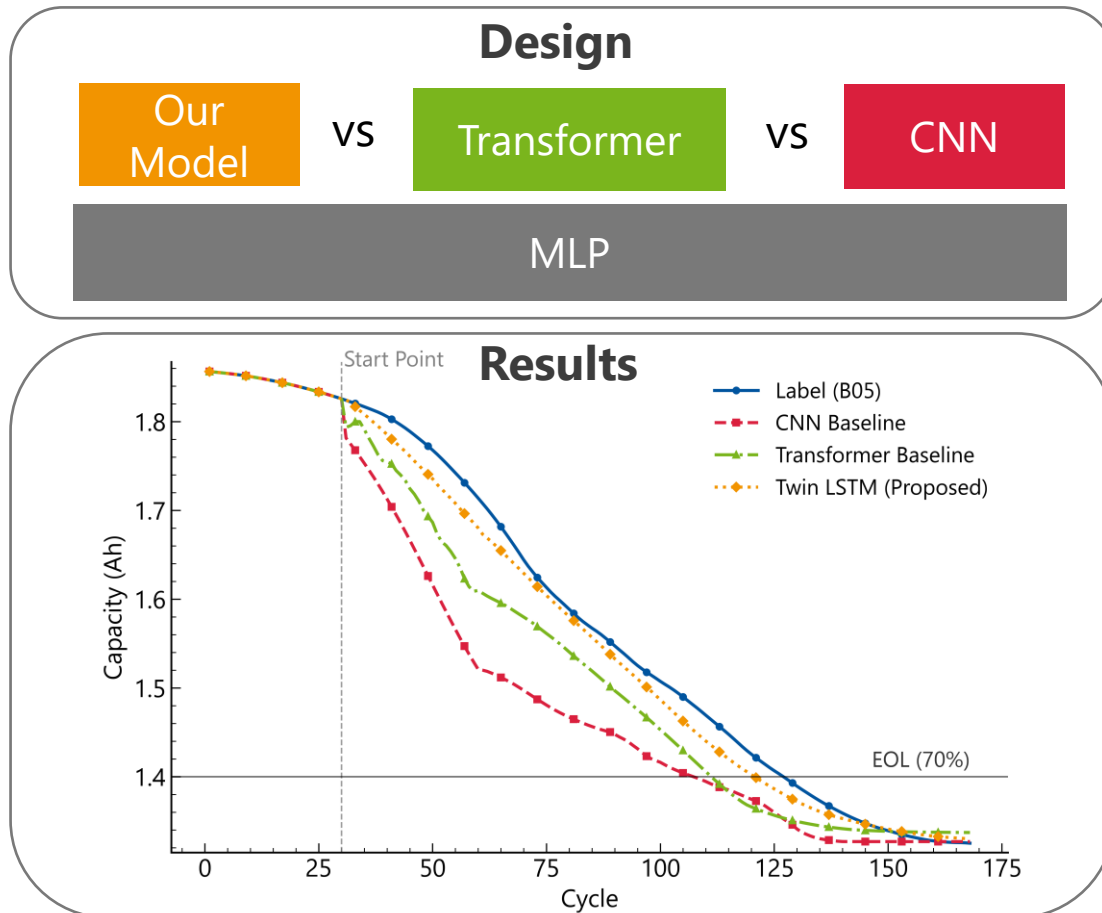 Design
Our
Model
vs
Transformer
vs
CNN
MLP
Results
Start Point
Label (B05)
CNN Baseline
Transformer Baseline
Twin LSTM (Proposed)
EOL (70%)
Capacity (Ah)
1.8
1.7
1.6
1.5
1.4
0 25 50 75 100 125 150 175
Cycle